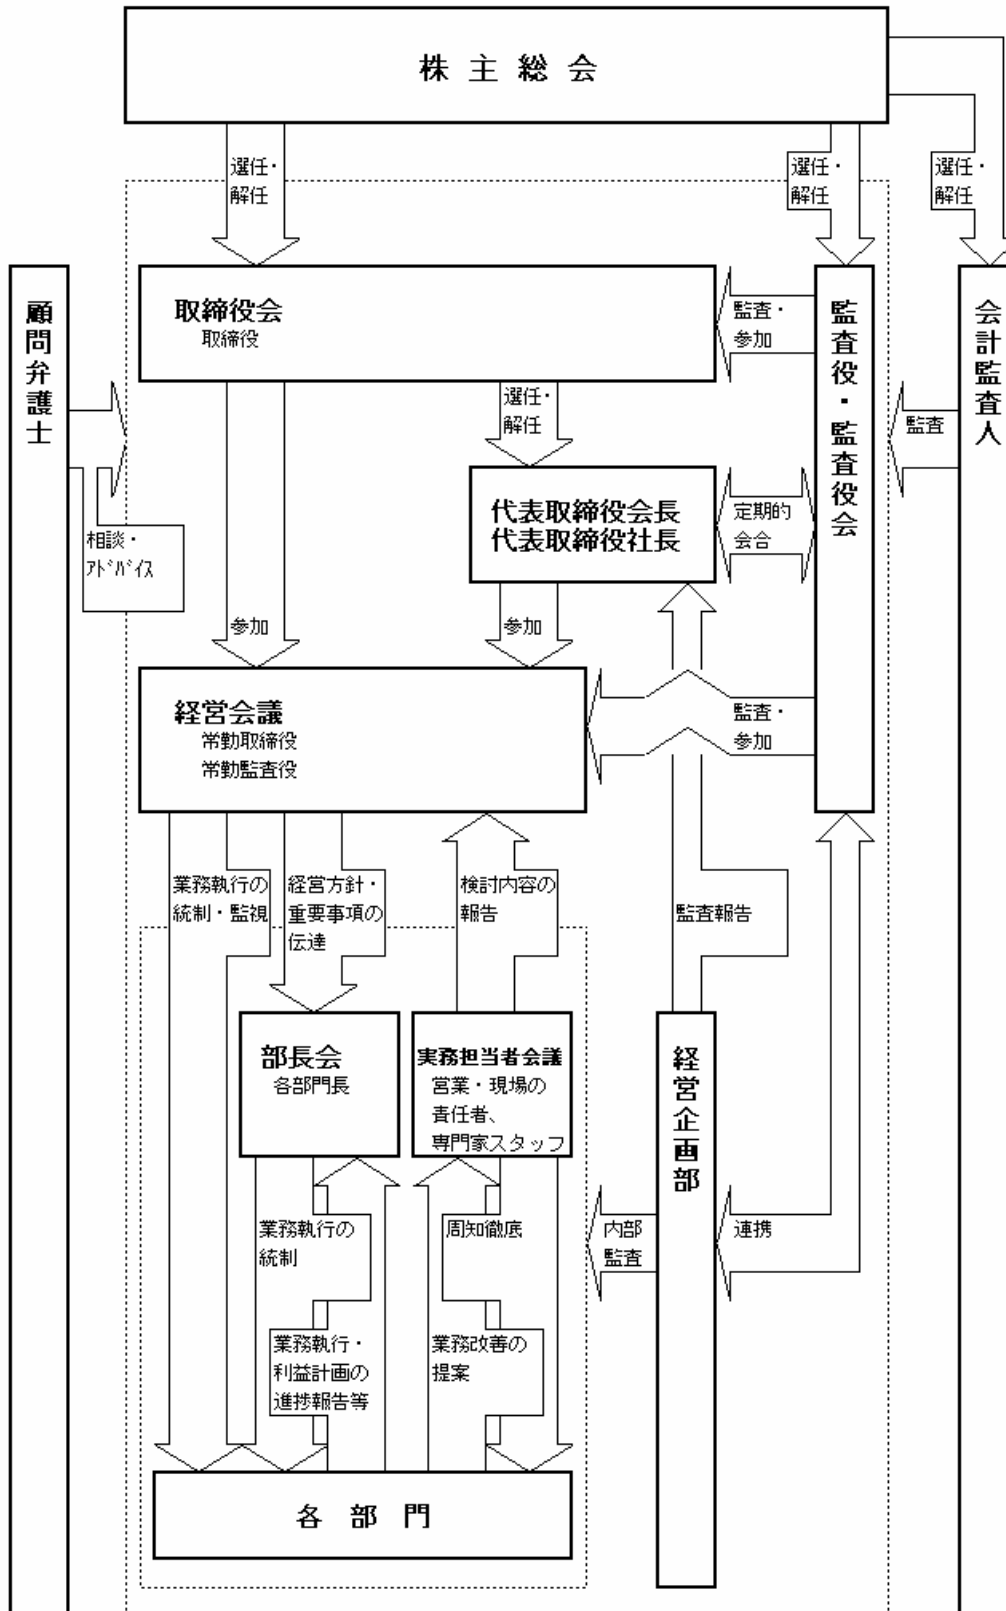 株主総会
選任・
解任
選任・
解任
選任・
解任
顧問弁護士
取締役会
取締役
監査・
参加
監査役・監査役会
会計監査人
選任・
解任
監査
代表取締役会長
代表取締役社長
定期的
会合
相談・
ｱﾄﾞﾊﾞｲｽ
参加
参加
経営会議
常勤取締役
常勤監査役
監査・
参加
業務執行の
統制・監視
経営方針・
重要事項の
伝達
検討内容の
報告
監査報告
部長会
各部門長
実務担当者会議
営業・現場の
責任者、
専門家スタッフ
経営企画部
業務執行の
統制
周知徹底
内部
監査
連携
業務執行・
利益計画の
進捗報告等
業務改善の
提案
各部門